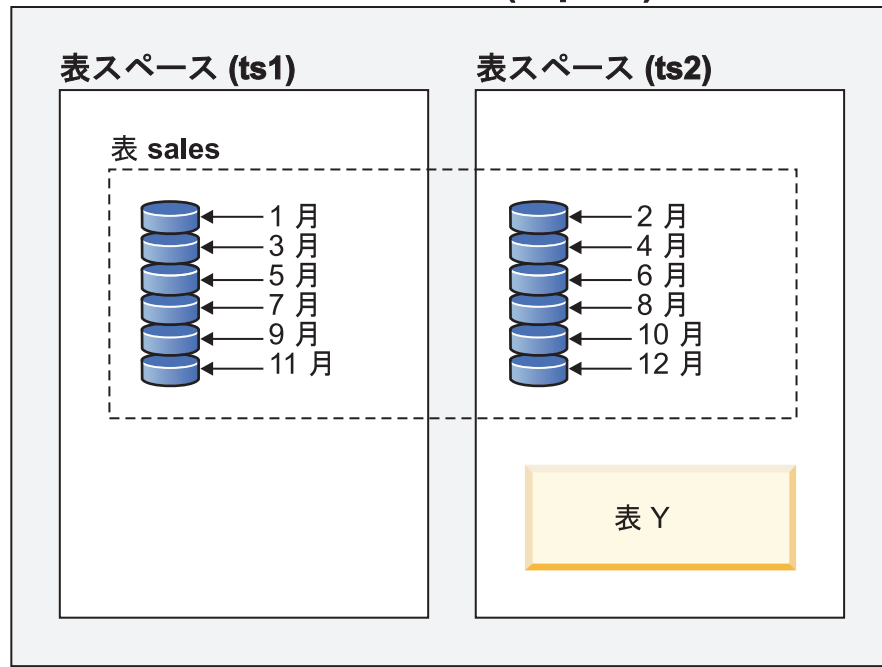 表スペース (ts1)
表 sales
1 月
3 月
5 月
7 月
9 月
11 月
表スペース (ts2)
2 月
4 月
6 月
8 月
10 月
12 月
表 Y